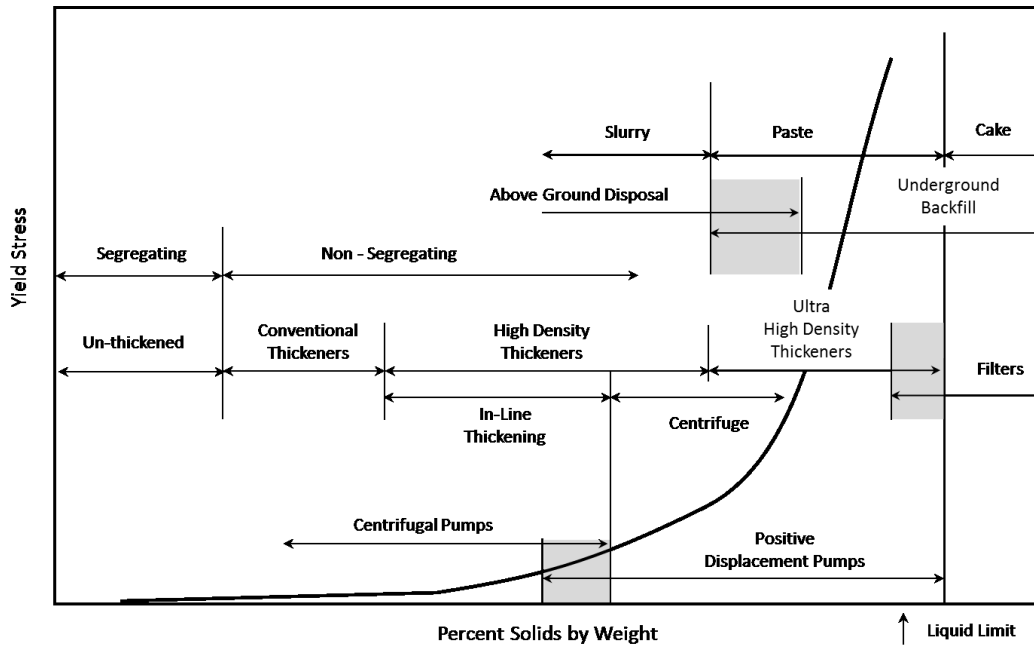 Slurry
Paste
Cake
Above Ground Disposal
Underground
Backfill
Segregating
Non - Segregating
Yield Stress
Un-thickened
Conventional
Thickeners
High Density
Thickeners
Ultra
High Density
Thickeners
Filters
In-Line
Thickening
Centrifuge
Centrifugal Pumps
Positive
Displacement Pumps
Percent Solids by Weight
Liquid Limit